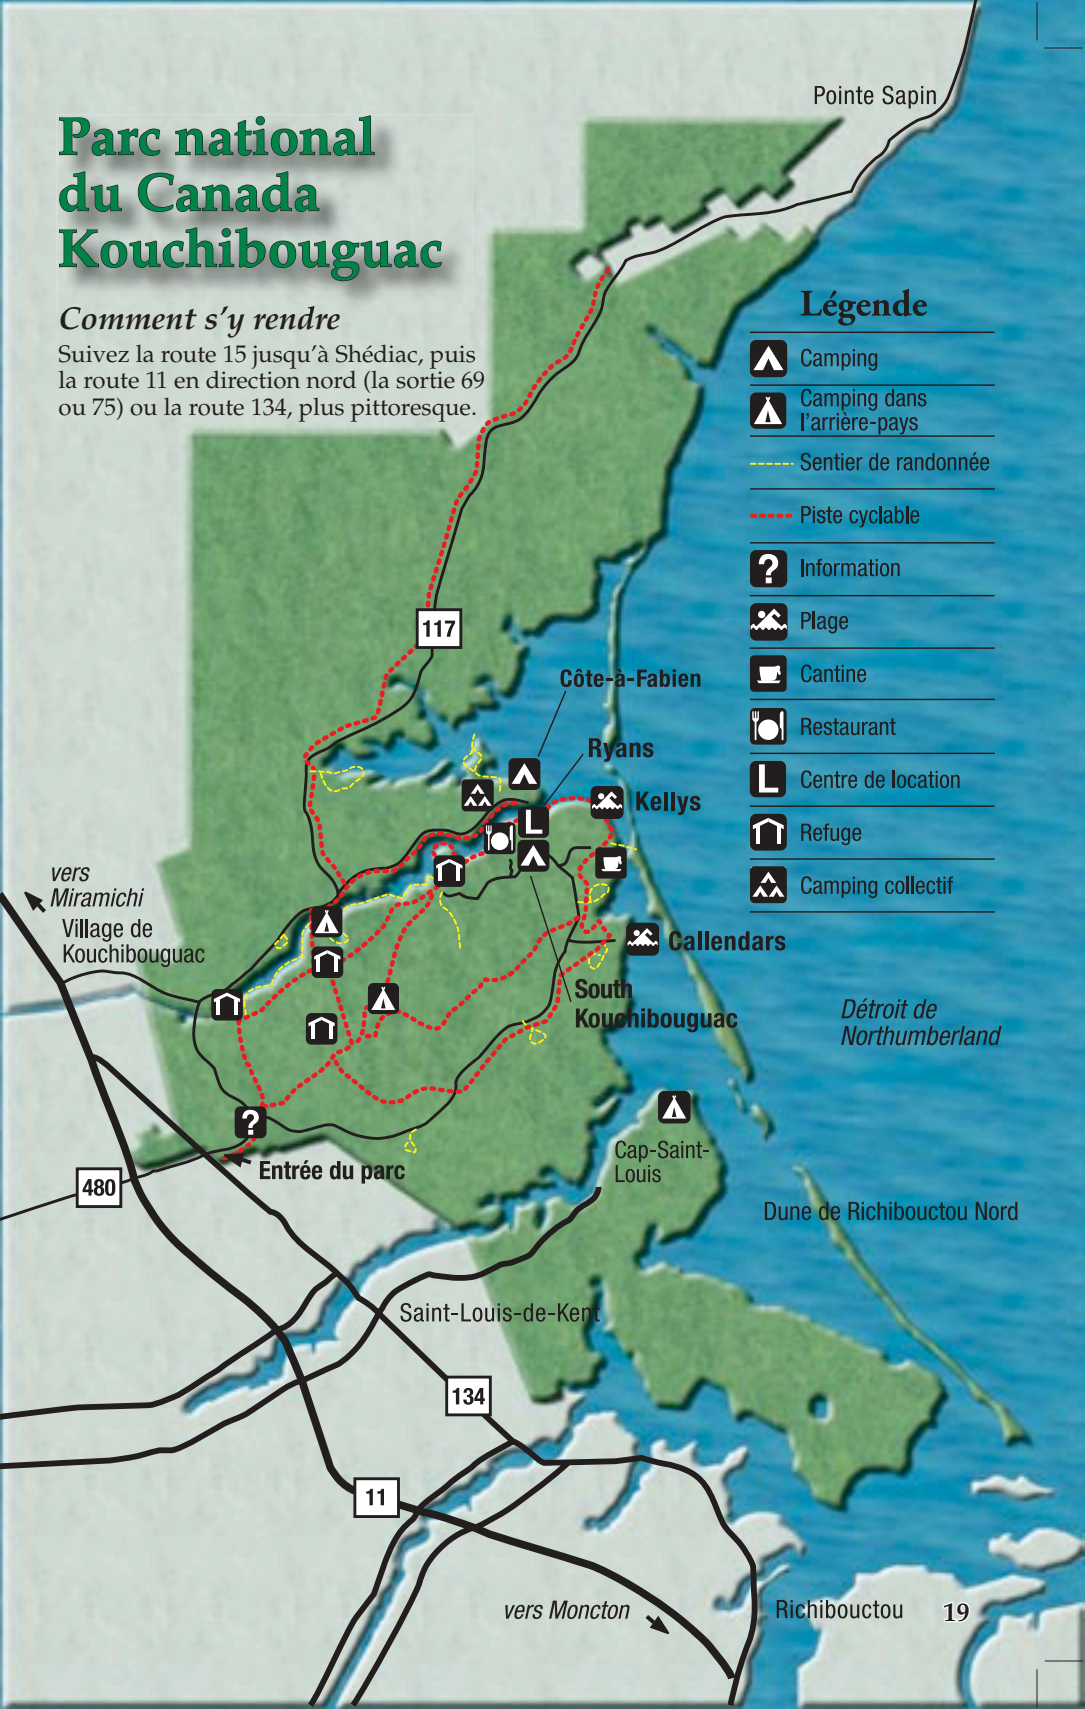 Pointe Sapin
Parc national
du Canada
Kouchibouguac
Comment s'y rendre
Suivez la route 15 jusqu'à Shédiac, puis
la route 11 en direction nord (la sortie 69
ou 75) ou la route 134, plus pittoresque.
Légende
Camping
Camping dans
l'arrière-pays
Sentier de randonnée
Piste cyclable
?
Information
Plage
Cantine
Restaurant
L
Centre de location
Refuge
Camping collectif
117
Côte-à-Fabien
Ryans
Kellys
L
vers
Miramichi
Village de
Kouchibouguac
Callendars
South
Kouchibouguac
Détroit de
Northumberland
?
Entrée du parc
480
Cap-Saint-
Louis
Dune de Richibouctou Nord
Saint-Louis-de-Kent
134
11
vers Moncton
Richibouctou
19